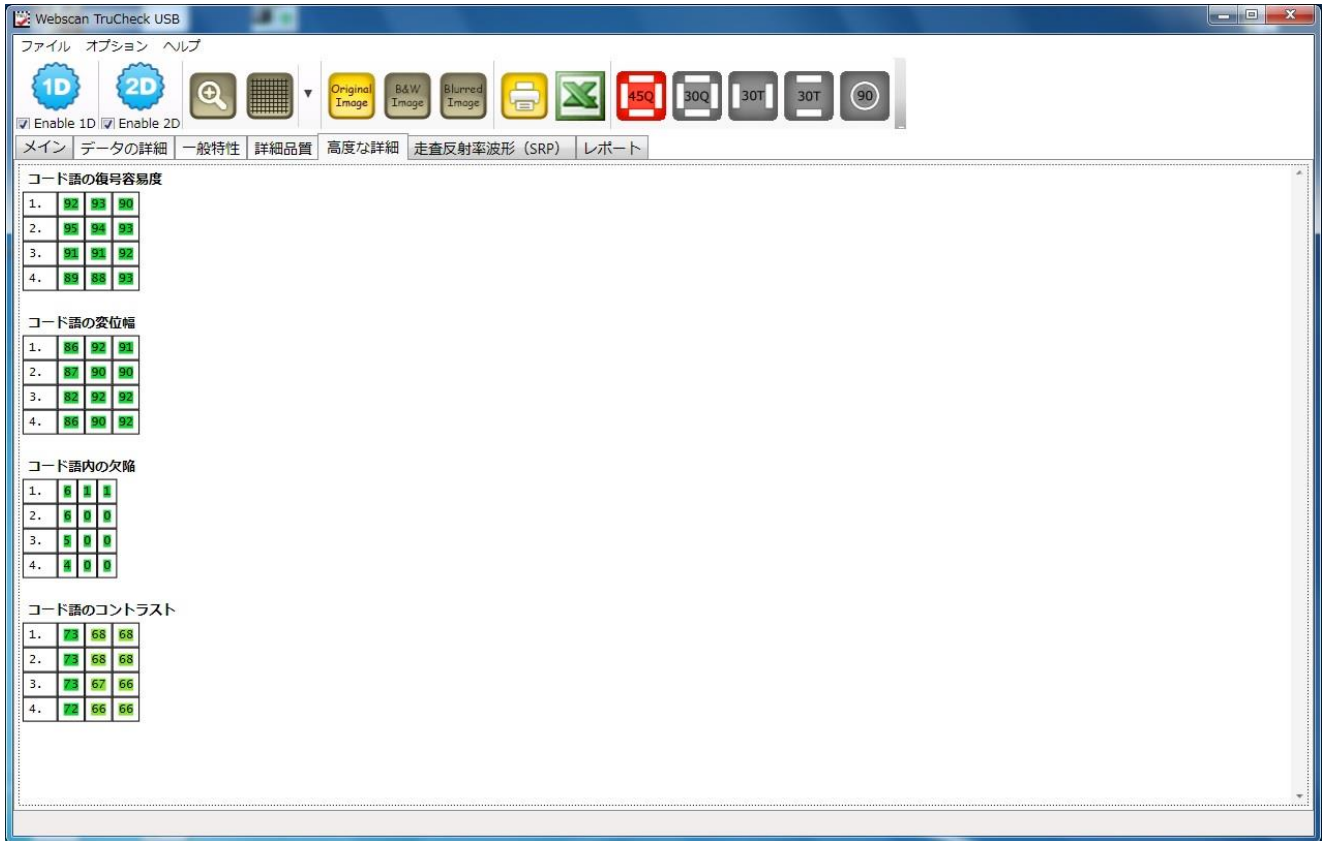 Webscan TruCheck USB
ファイル オプション ヘルプ
1D 2D Original Image B&W Image Blurred Image 45Q 30Q 30T 30T 90
Enable 1D Enable 2D
メイン データの詳細 一般特性 詳細品質 高度な詳細 走査反射率波形（SRP） レポート
コード語の復号容易度
1. 92 93 90
2. 95 94 93
3. 91 91 92
4. 89 88 93
コード語の変位幅
1. 86 92 91
2. 87 90 90
3. 82 92 92
4. 86 90 92
コード語内の欠陥
1. 6 1 1
2. 6 0 0
3. 5 0 0
4. 4 0 0
コード語のコントラスト
1. 73 68 68
2. 73 68 68
3. 73 67 66
4. 72 66 66